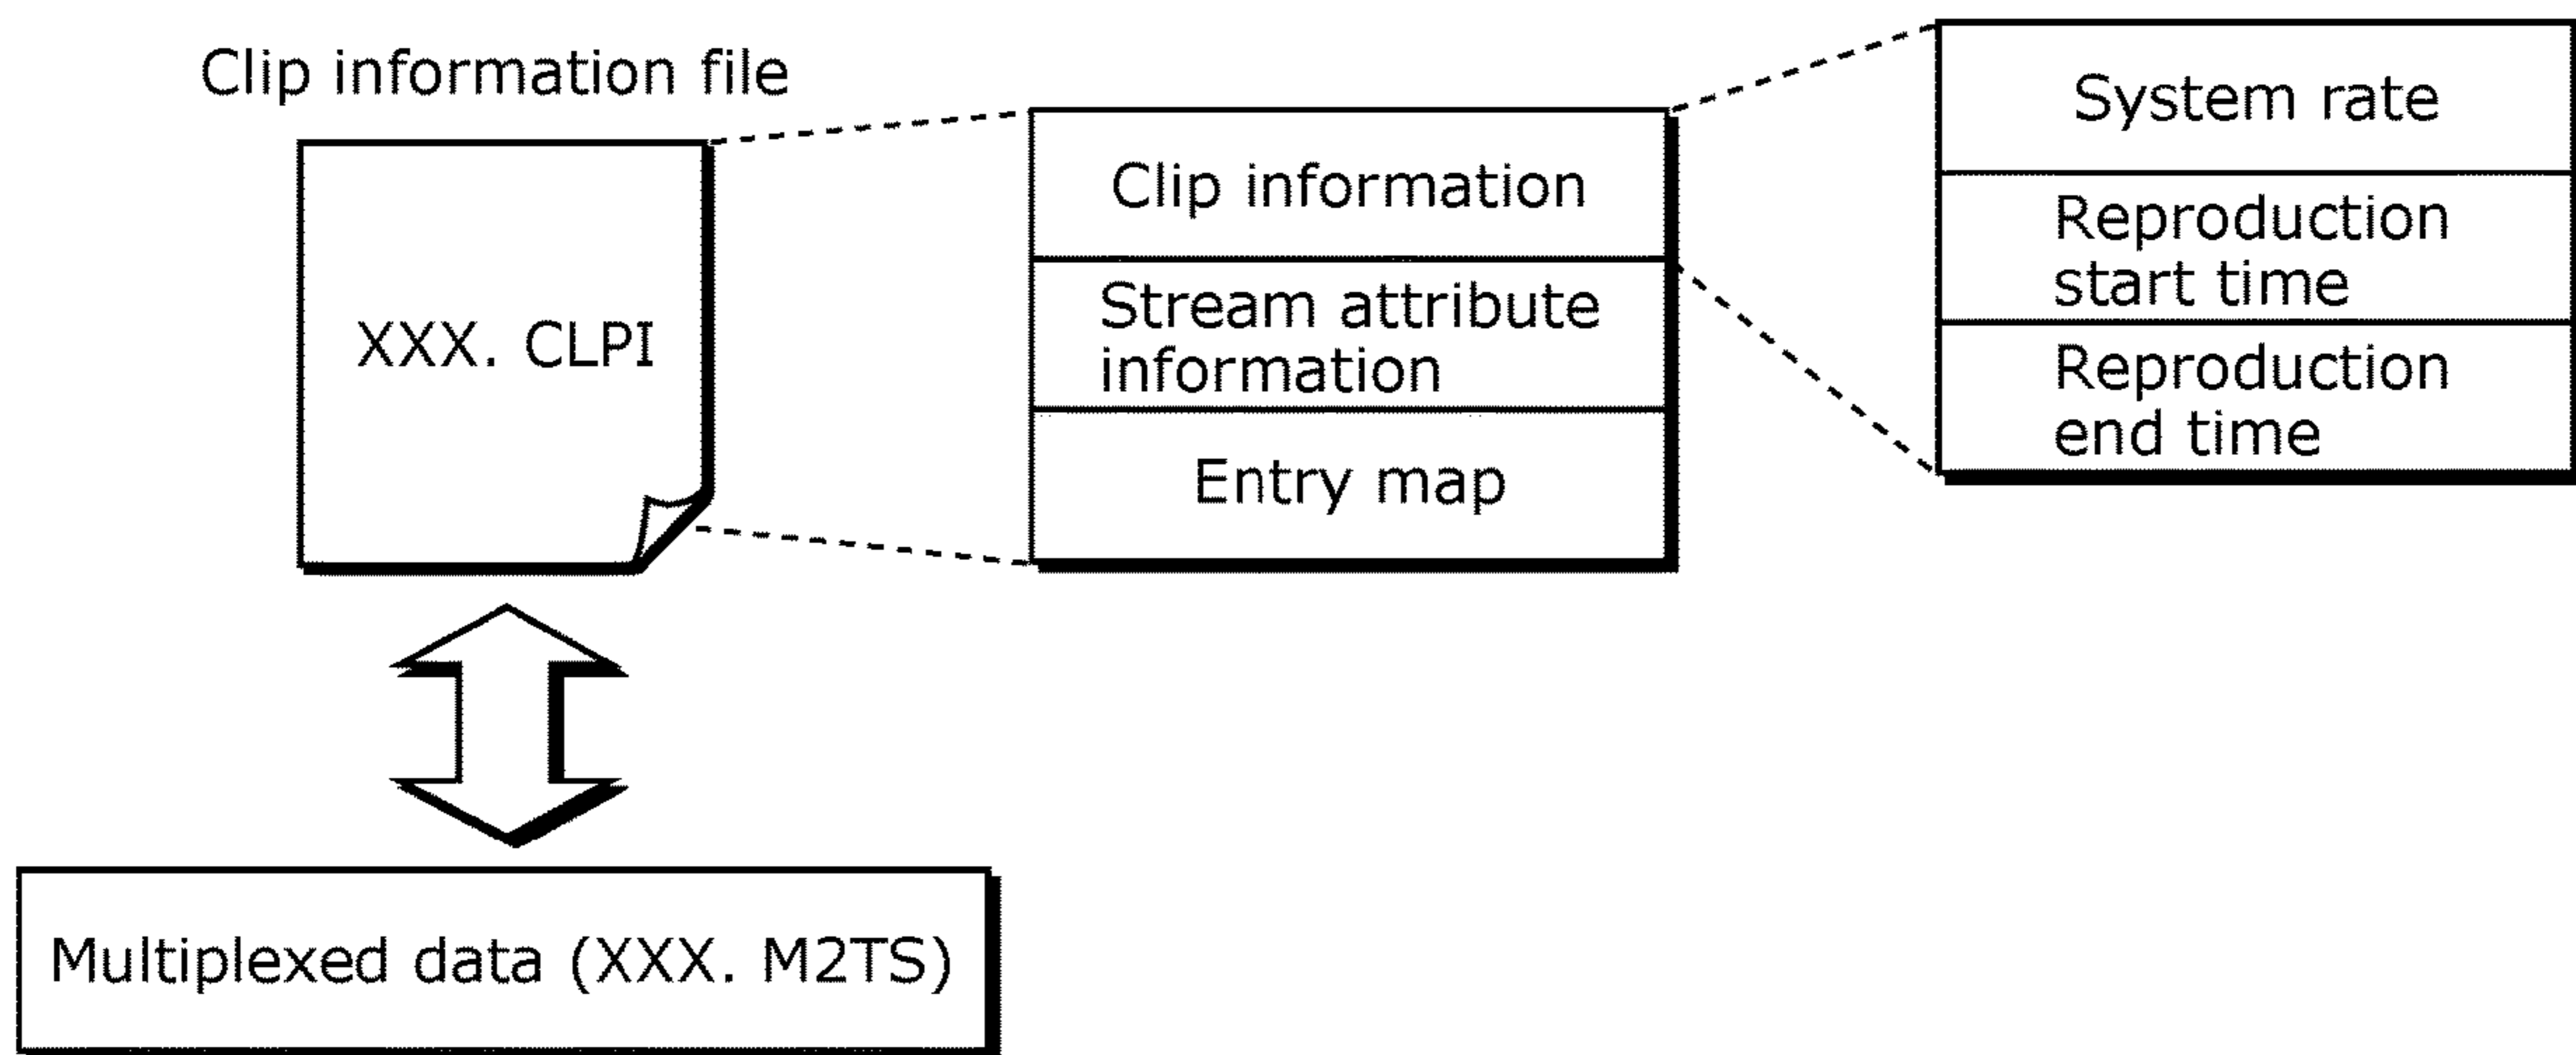 Clip information file
XXX. CLPI
Clip information
Stream attribute
information
Entry map
System rate
Reproduction
start time
Reproduction
end time
Multiplexed data (XXX. M2TS)